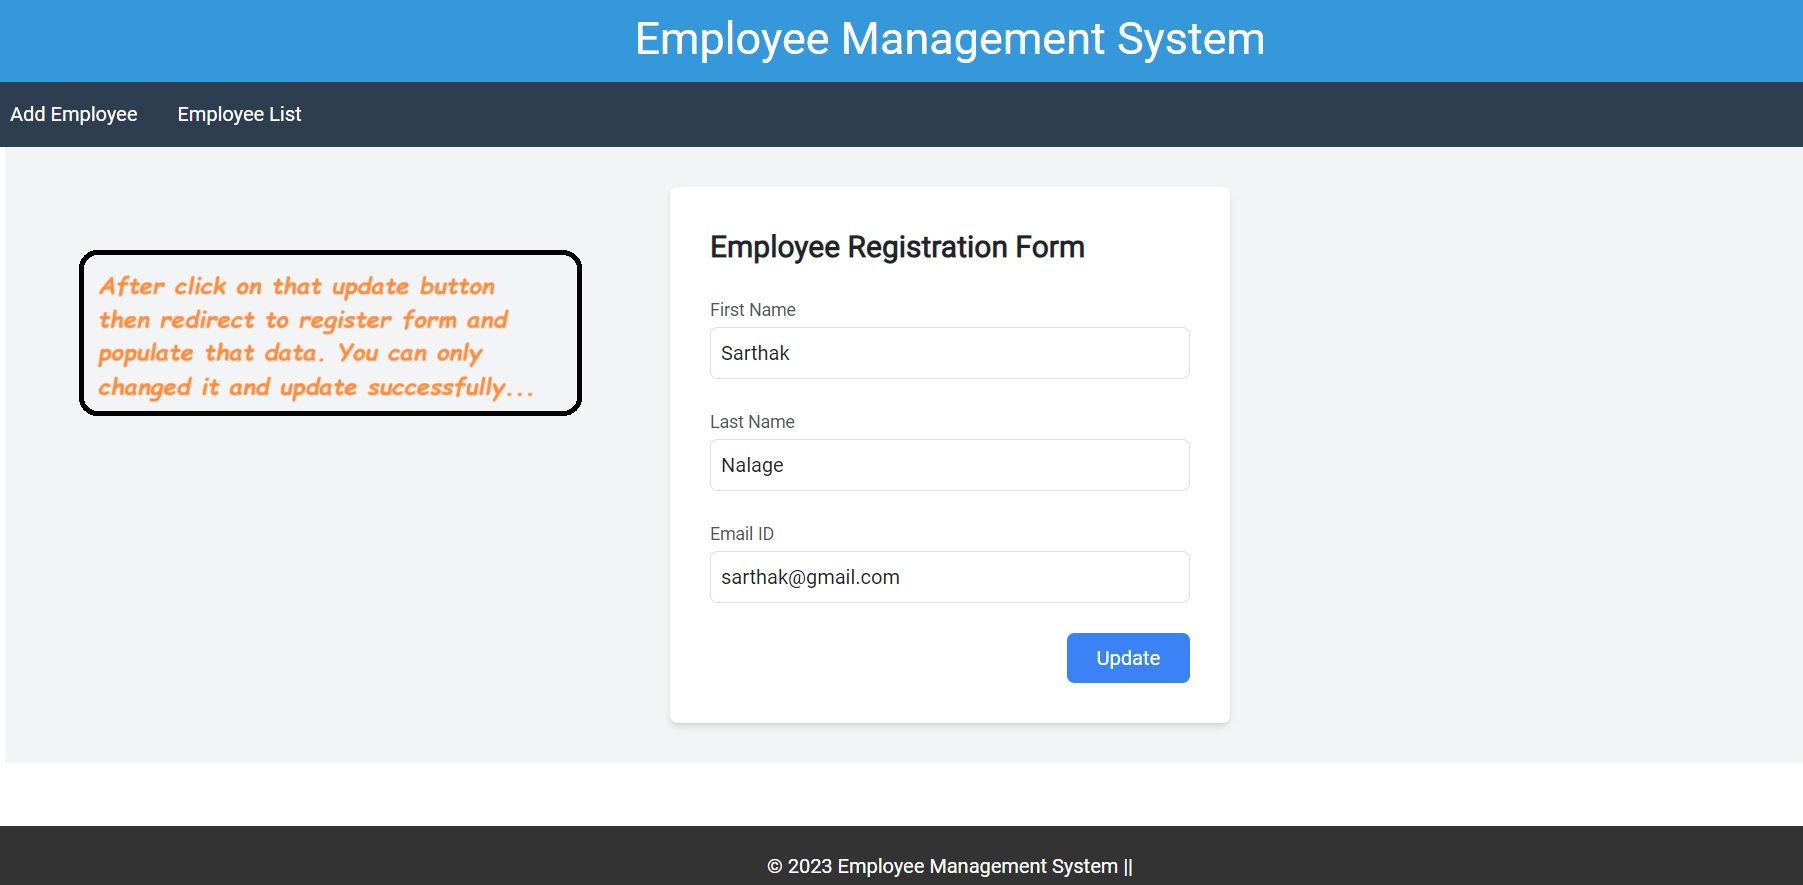 Employee Management System
Add Employee Employee List
After click on that update button
then redirect to register form and
populate that data. You can only
changed it and update successfully...
Employee Registration Form
First Name
Sarthak
Last Name
Nalage
Email ID
sarthak@gmail.com
Update
© 2023 Employee Management System ||